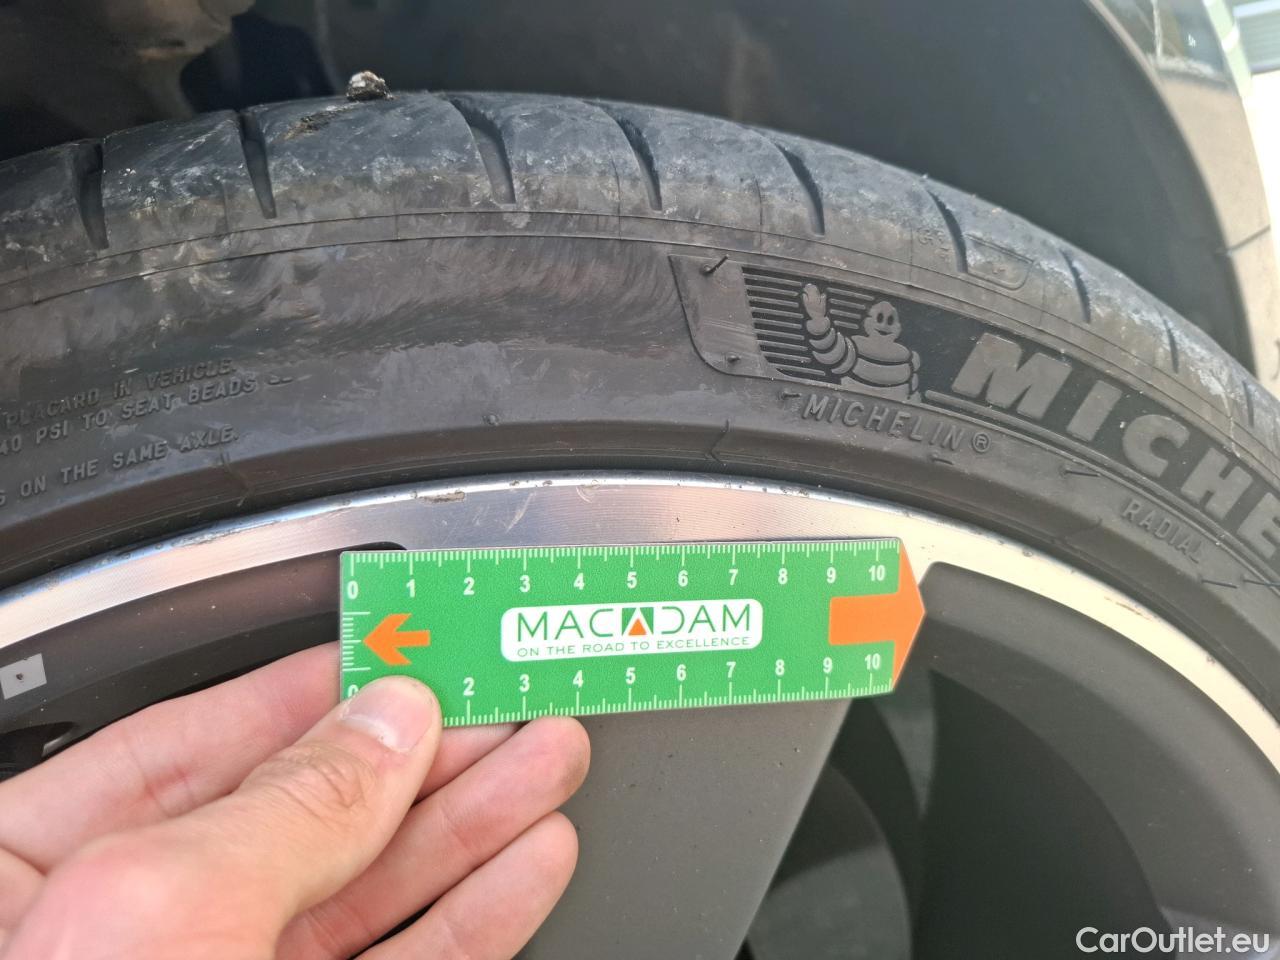 PLACARD IN VEHICLE.
40 PSI TO SEAT BEADS
ON THE SAME AXLE.
MICHELIN®
MICHE
RADIAL
0 1 2 3 4 5 6 7 8 9 10
MACADAM
ON THE ROAD TO EXCELLENCE
0 2 3 4 5 6 7 8 9 10
CarOutlet.eu